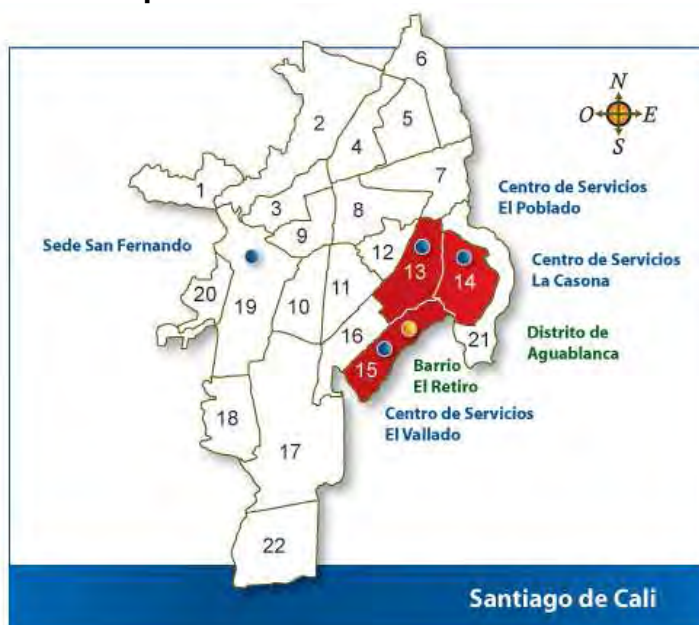 6
2
5
4
N
O E
S
7
1
Centro de Servicios
El Poblado
3
8
9
Sede San Fernando
12
13
14
Centro de Servicios
La Casona
20
19
10
11
16
21
Distrito de
Aguablanca
15
Barrio
El Retiro
18
Centro de Servicios
El Vallado
17
22
Santiago de Cali